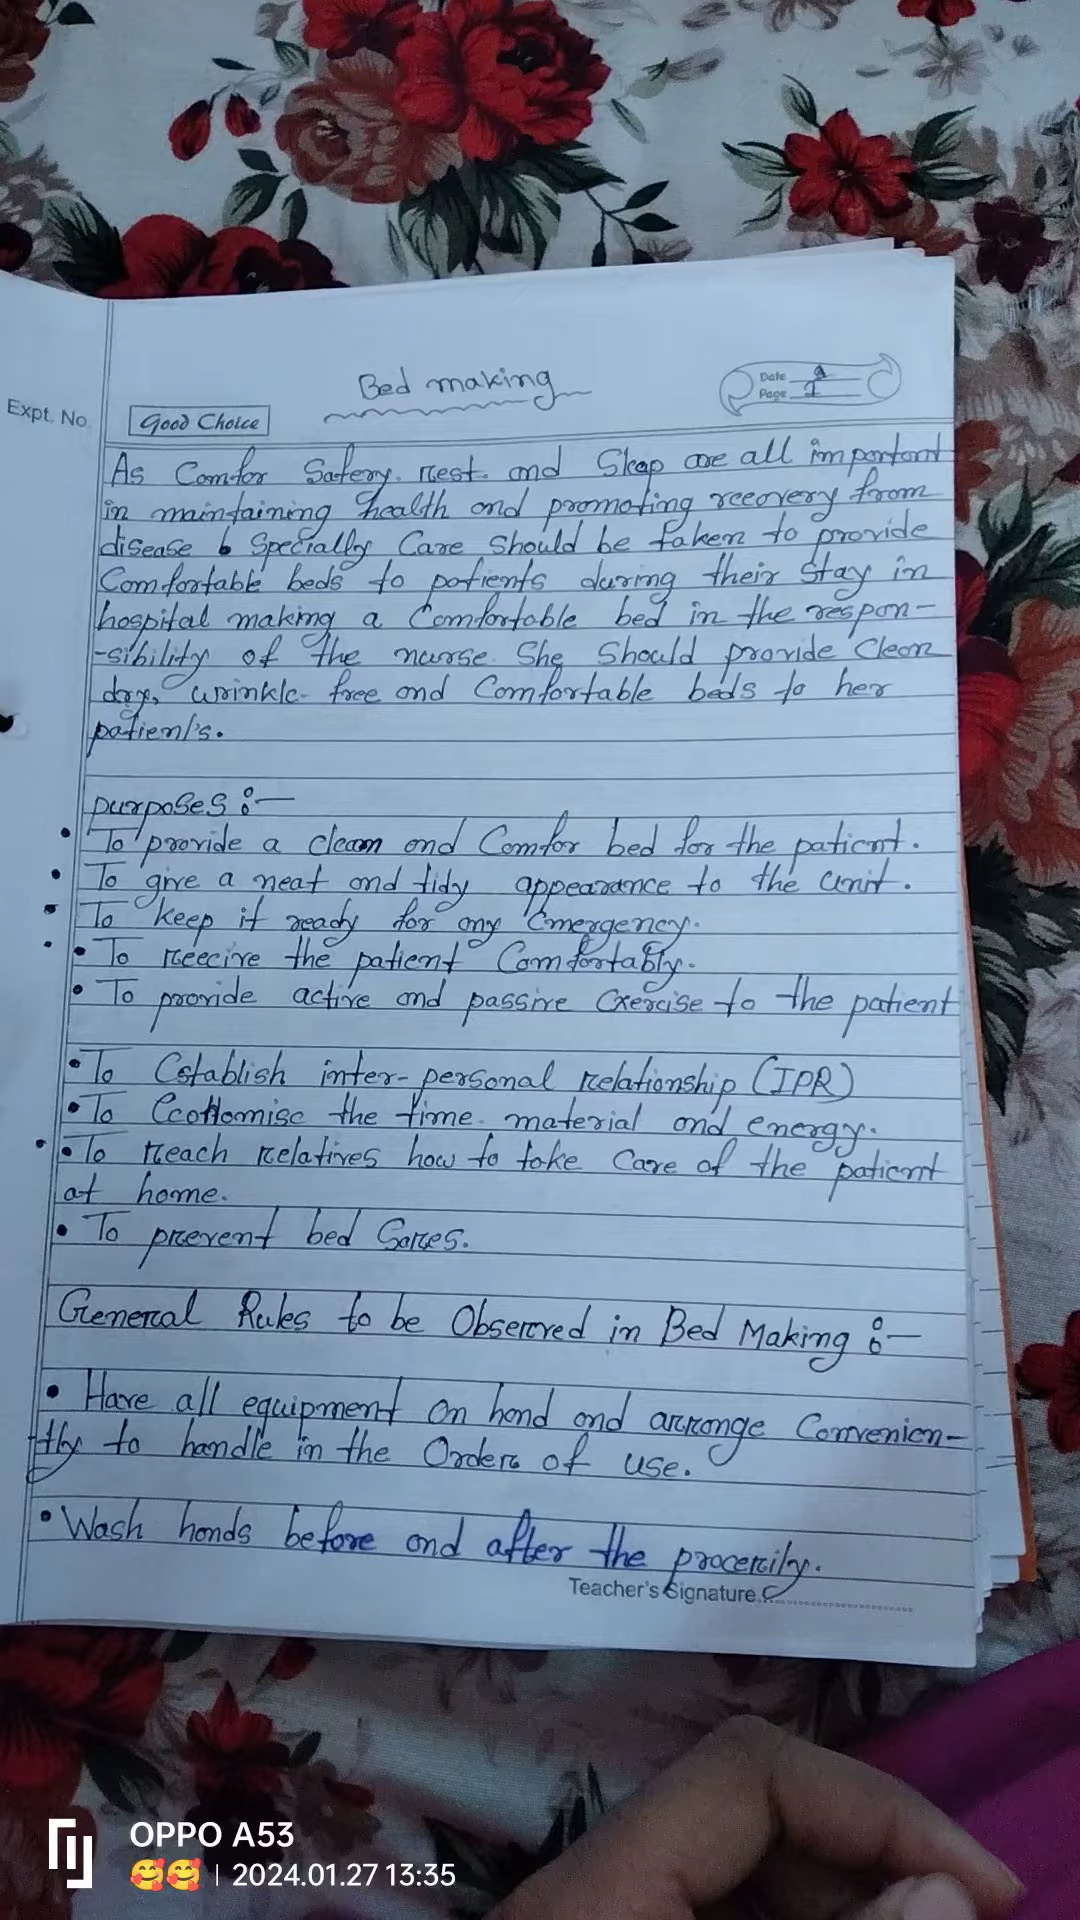 Bed making
Date 9
Page 1
Expt. No.
Good Choice
As Comfor Safery. rest. and Sleap are all important
in maintaining health and promoting recovery from
disease Specially Care should be taken to provide
Comfortable beds to patients during their stay in
hospital making a Comfortable bed in the respon-
-sibility of the nurse. She Should provide Clean
dry, wrinkle- free and Comfortable beds to her
patient's.
purposes :-
• To provide a clean and Comfor bed for the patient.
• To give a neat and tidy appearance to the unit.
• To keep it ready for any Emergency.
• To receive the patient Comfortably.
• To provide active and passive Exercise to the patient
• To Establish inter-personal relationship (IPR)
• To Economise the time. material and energy.
• To teach relatives how to take Care of the patient
at home.
• To prevent bed Sores.
General Rules to be Observed in Bed Making :-
• Have all equipment On hand and arrange Convenien-
tly to handle in the Order of use.
• Wash hands before and after the
Teacher's Signature
OPPO A53
🥰🥰 | 2024.01.27 13:35